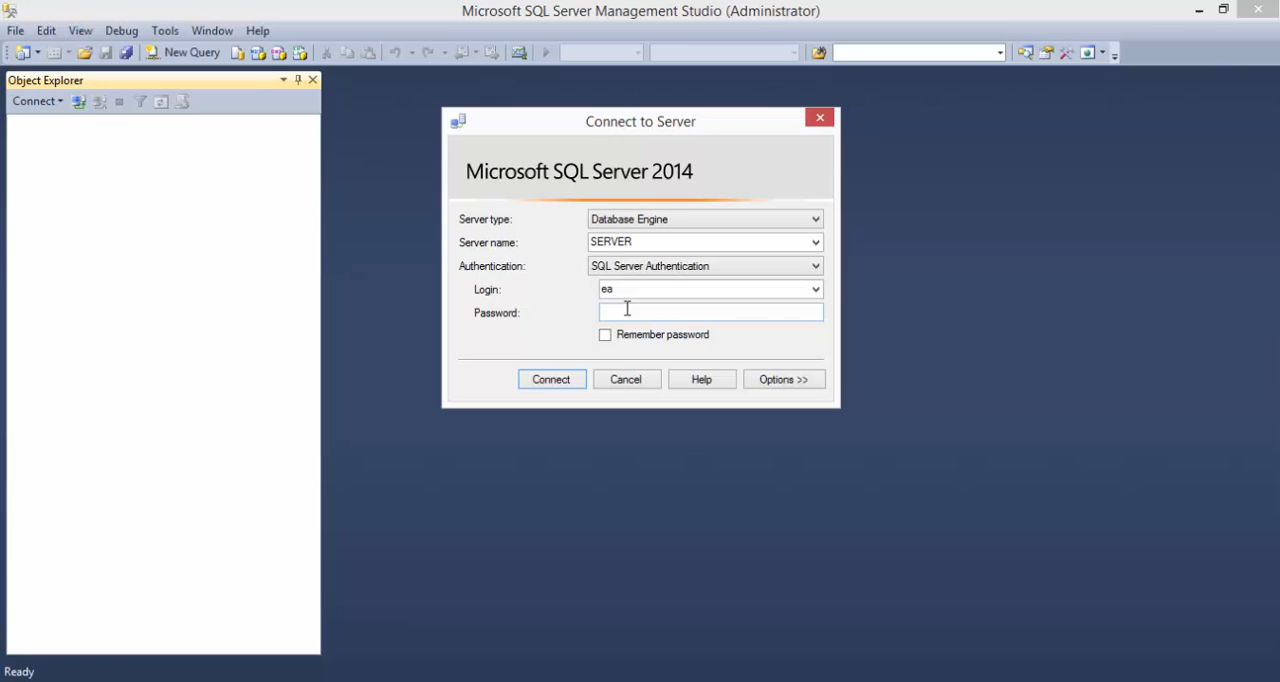 Microsoft SQL Server Management Studio (Administrator)
File Edit View Debug Tools Window Help
New Query
Object Explorer
Connect
Connect to Server
Microsoft SQL Server 2014
Server type: Database Engine
Server name: SERVER
Authentication: SQL Server Authentication
Login: ea
Password:
Remember password
Connect Cancel Help Options >>
Ready